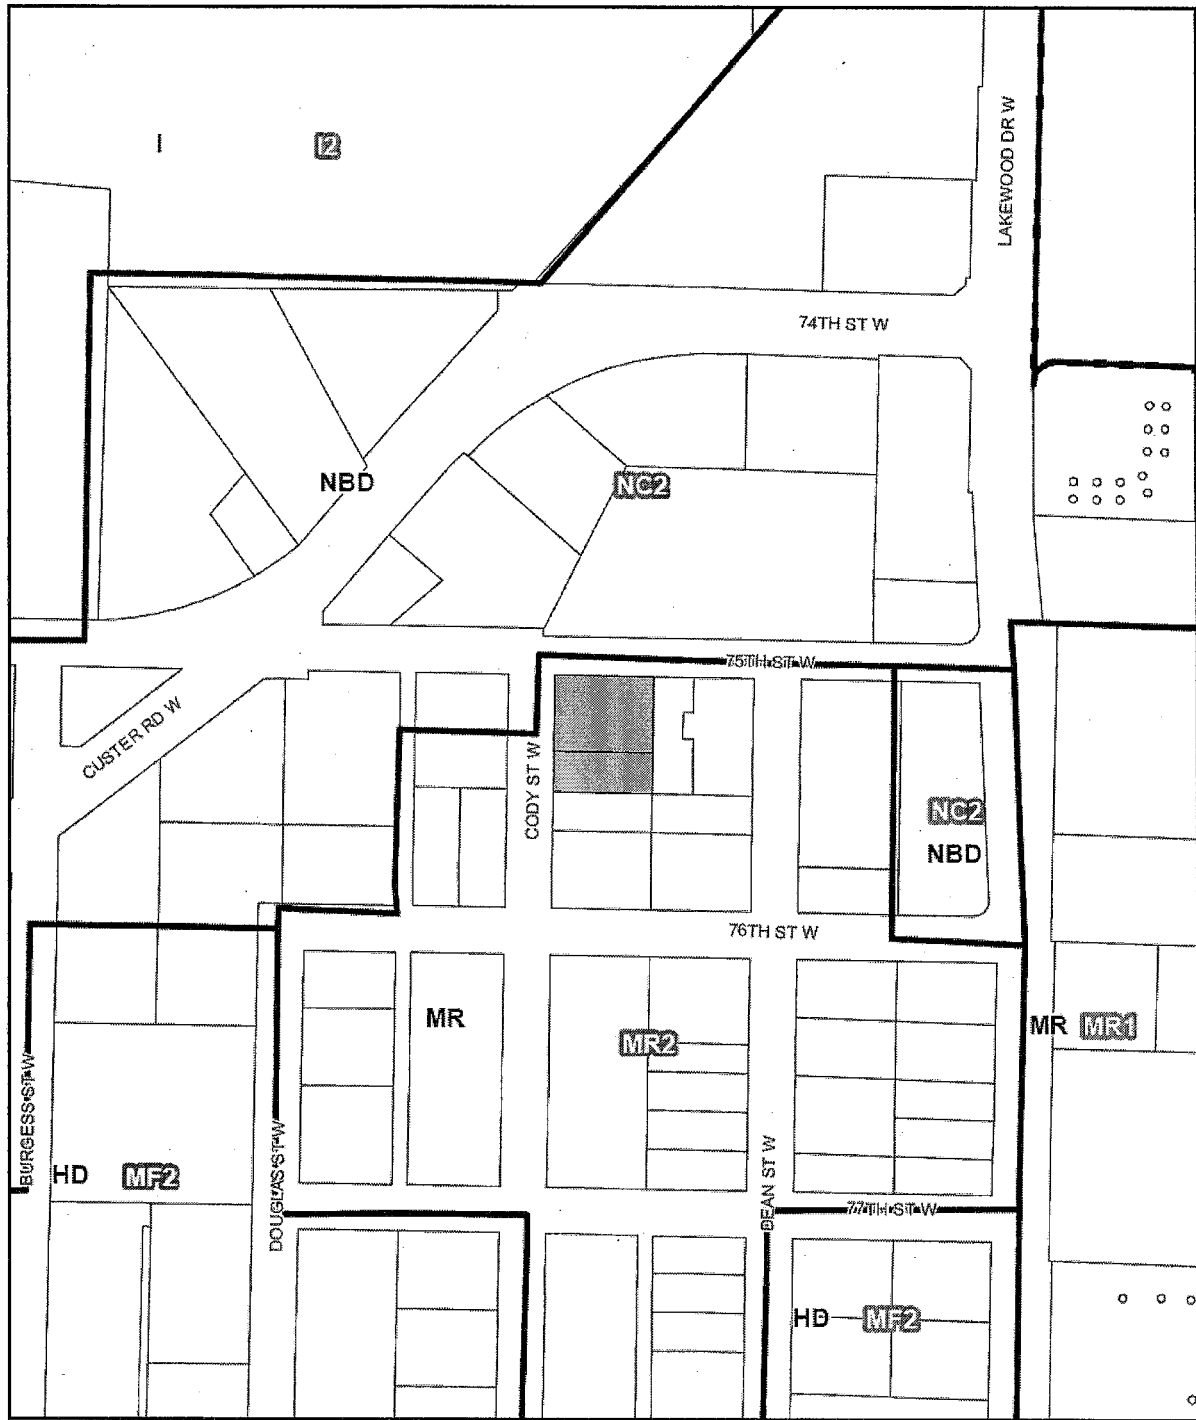 I
I2
LAKEWOOD DR W
74TH ST W
NBD
NC2
75TH ST W
CUSTER RD W
CODY ST W
NC2
NBD
76TH ST W
MR
MR2
MR
MR1
BURGESS ST W
HD
MF2
DOUGLAS ST W
DEAN ST W
77TH ST W
HD
MF2